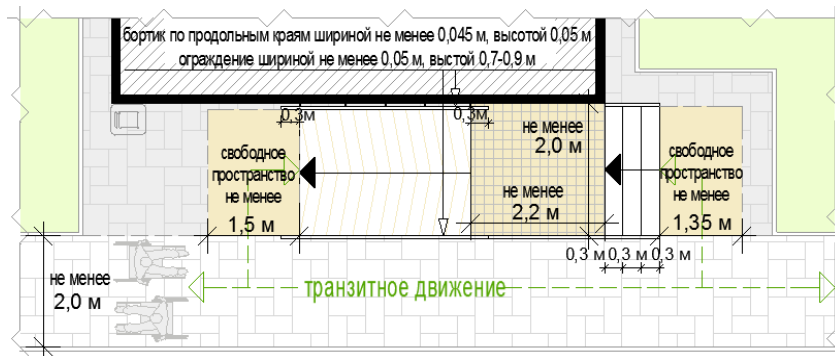 бортик по продольным краям шириной не менее 0,045 м, высотой 0,05 м
ограждение шириной не менее 0,05 м, выстой 0,7-0,9 м
0,3м
0,3м
свободное
пространство
не менее
1,5 м
не менее
2,0 м
не менее
2,2 м
свободное
пространство
не менее
1,35 м
0,3 м 0,3 м 0,3 м
не менее
2,0 м
транзитное движение